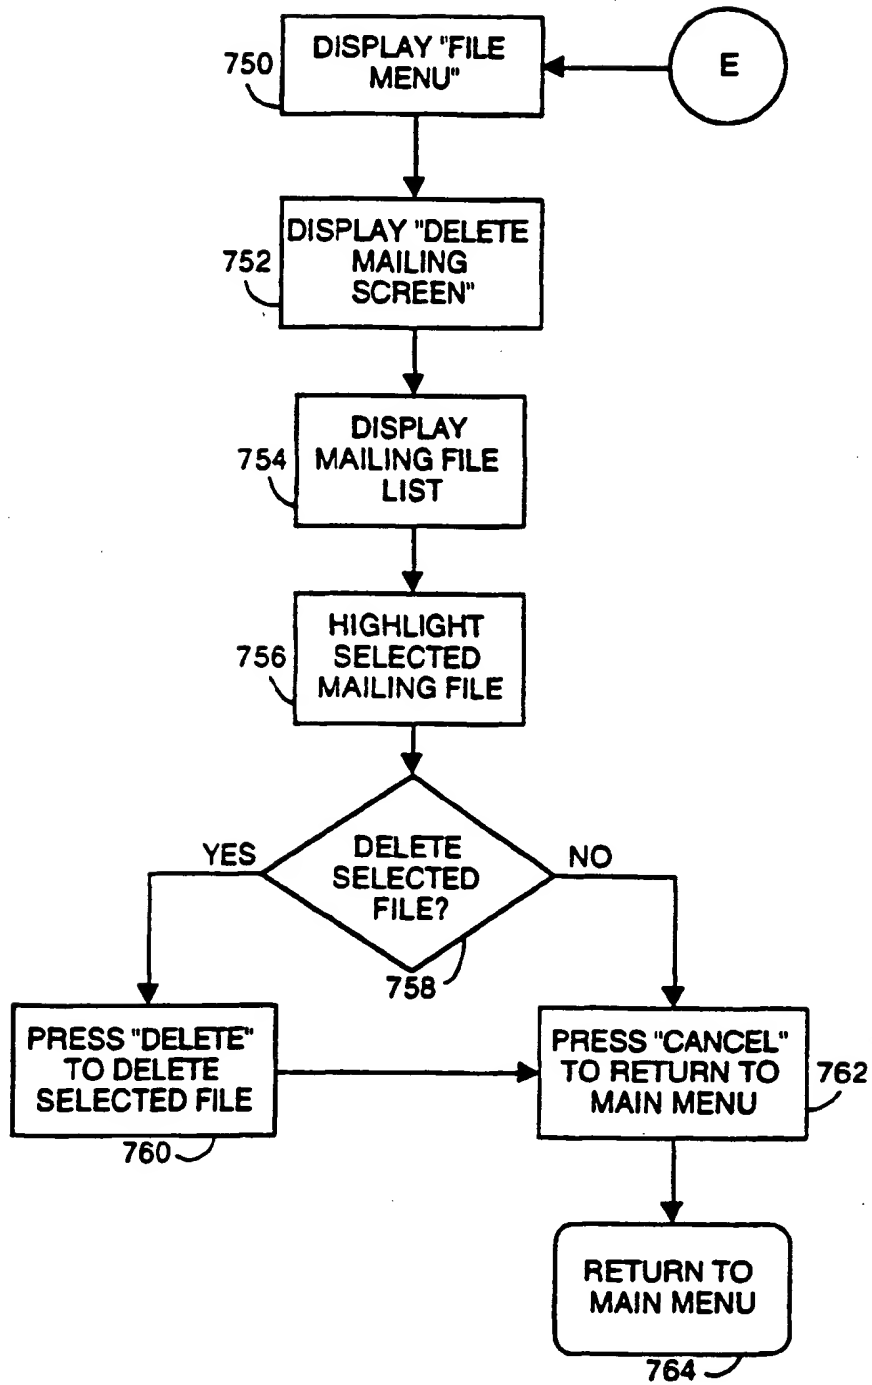 DISPLAY "FILE
MENU"
750
E
DISPLAY "DELETE
MAILING
SCREEN"
752
DISPLAY
MAILING FILE
LIST
754
HIGHLIGHT
SELECTED
MAILING FILE
756
YES
DELETE
SELECTED
FILE?
NO
758
PRESS "DELETE"
TO DELETE
SELECTED FILE
760
PRESS "CANCEL"
TO RETURN TO
MAIN MENU
762
RETURN TO
MAIN MENU
764